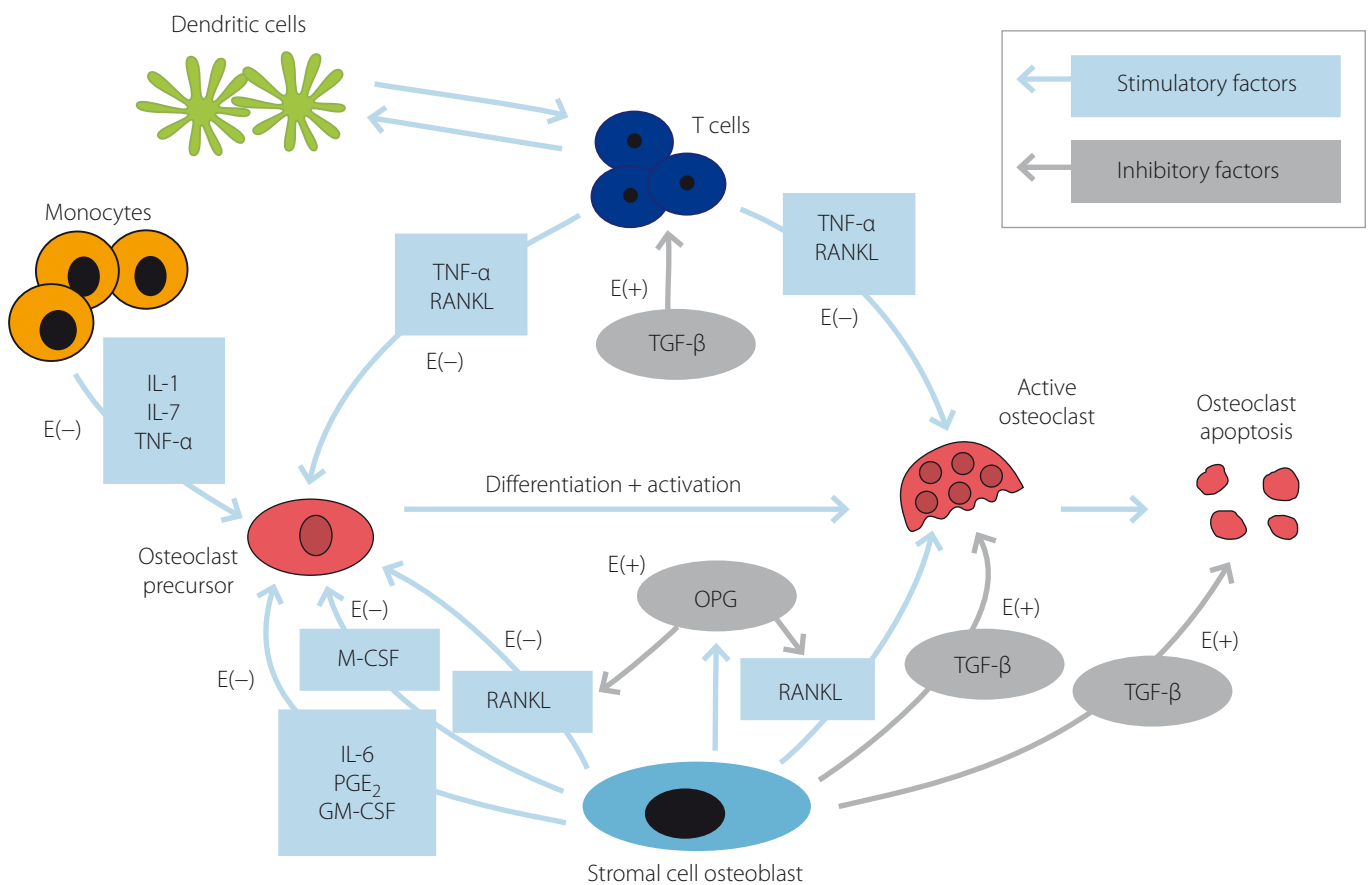 Dendritic cells
Stimulatory factors
T cells
Inhibitory factors
Monocytes
TNF-α
RANKL
TNF-α
RANKL
E(+)
E(−)
TGF-β
E(−)
IL-1
IL-7
TNF-α
E(−)
Active
osteoclast
Osteoclast
apoptosis
Differentiation + activation
Osteoclast
precursor
E(+)
OPG
E(−)
E(−)
E(+)
E(+)
M-CSF
TGF-β
E(−)
RANKL
RANKL
TGF-β
IL-6
PGE₂
GM-CSF
Stromal cell osteoblast